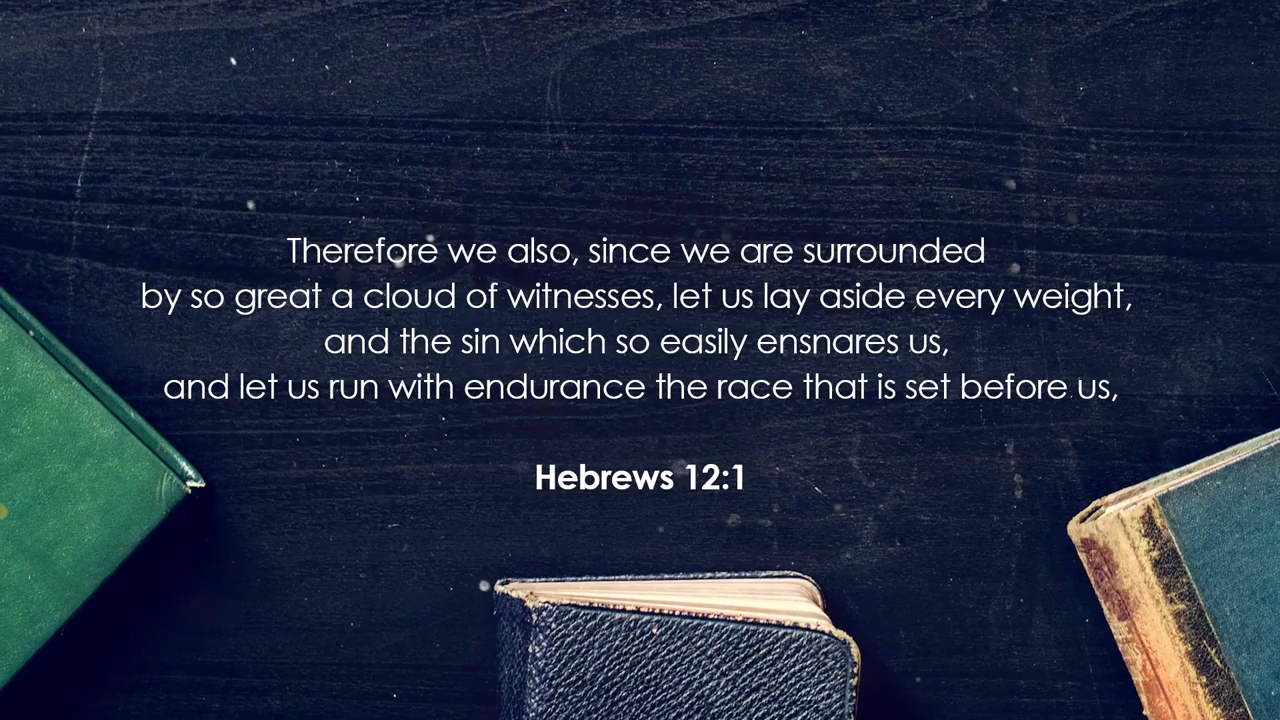 Therefore we also, since we are surrounded
by so great a cloud of witnesses, let us lay aside every weight,
and the sin which so easily ensnares us,
and let us run with endurance the race that is set before us,
Hebrews 12:1